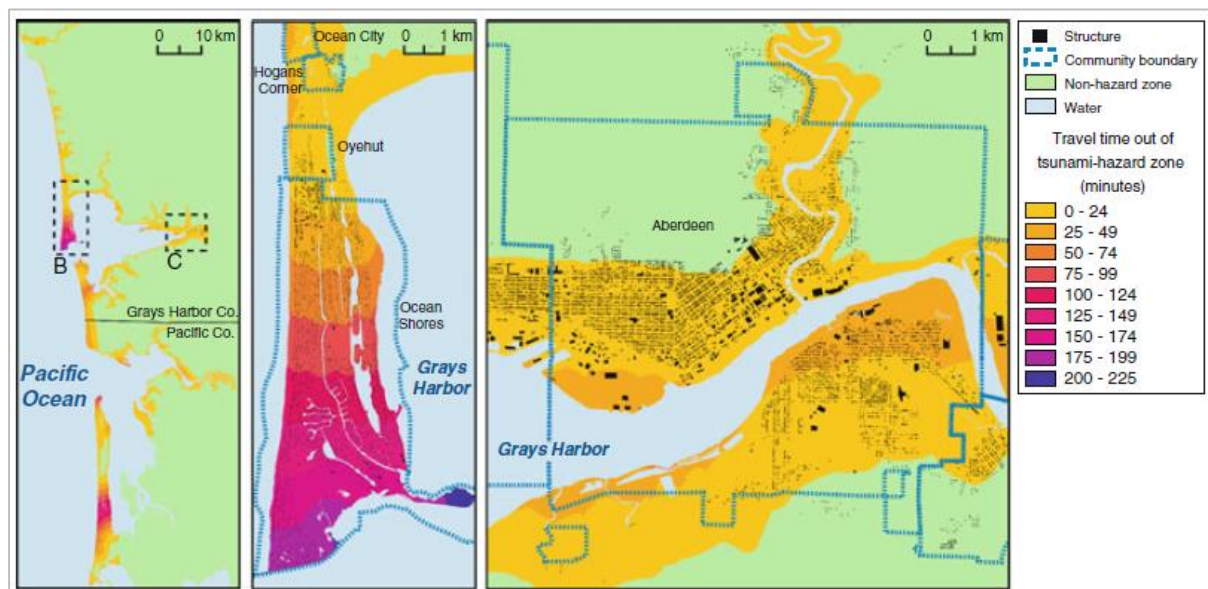 0 10 km
B
C
Grays Harbor Co.
Pacific Co.
Pacific
Ocean
Ocean City
0 1 km
Hogans
Corner
Oyehut
Ocean
Shores
Grays
Harbor
0 1 km
Aberdeen
Grays Harbor
Structure
Community boundary
Non-hazard zone
Water
Travel time out of
tsunami-hazard zone
(minutes)
0 - 24
25 - 49
50 - 74
75 - 99
100 - 124
125 - 149
150 - 174
175 - 199
200 - 225